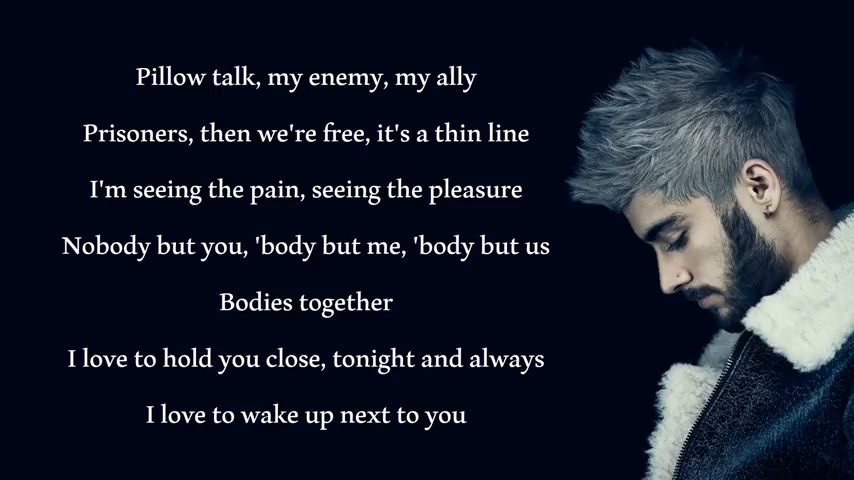 Pillow talk, my enemy, my ally
Prisoners, then we're free, it's a thin line
I'm seeing the pain, seeing the pleasure
Nobody but you, 'body but me, 'body but us
Bodies together
I love to hold you close, tonight and always
I love to wake up next to you